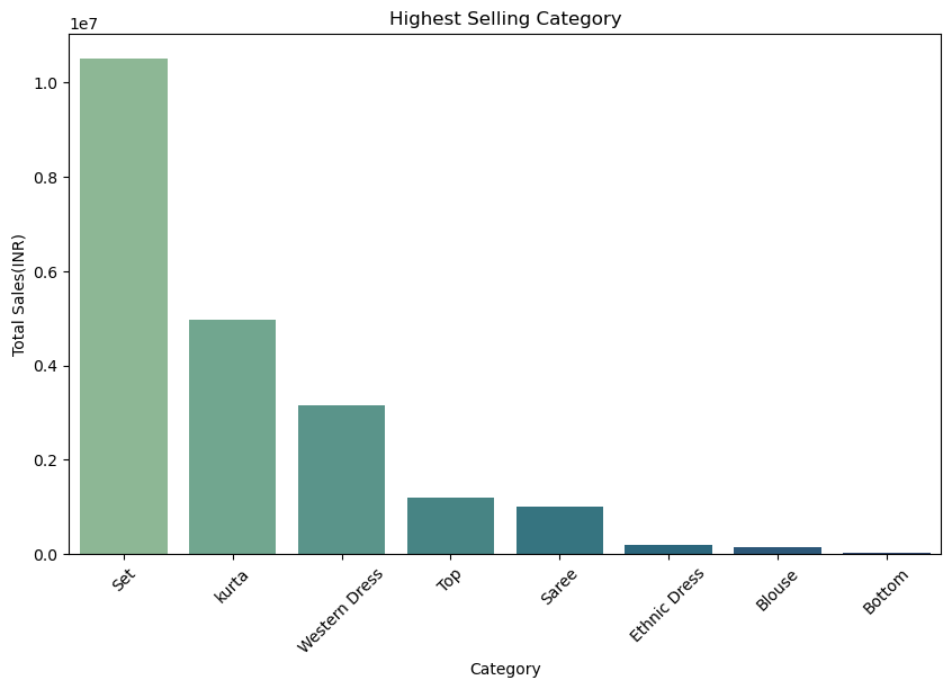 Highest Selling Category
1e7
Total Sales(INR)
1.0
0.8
0.6
0.4
0.2
0.0
Set
kurta
Western Dress
Top
Saree
Ethnic Dress
Blouse
Bottom
Category